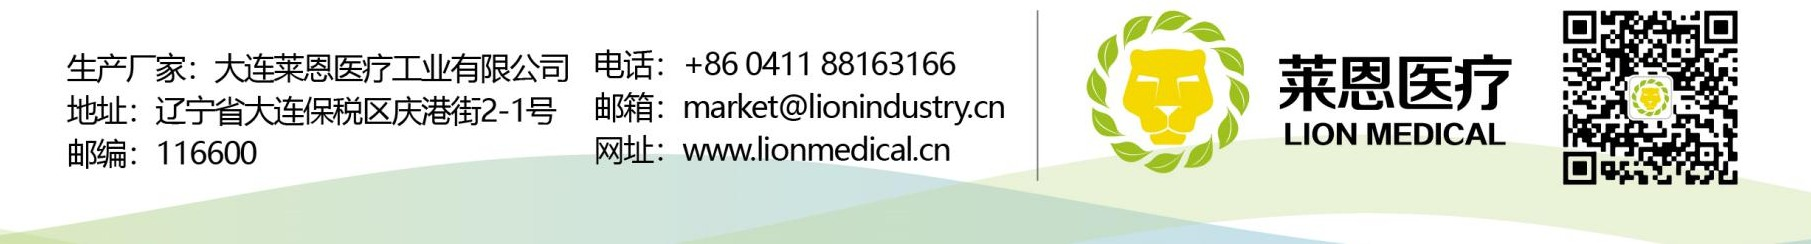 生产厂家：大连莱恩医疗工业有限公司
地址：辽宁省大连保税区庆港街2-1号
邮编：116600
电话：+86 0411 88163166
邮箱：market@lionindustry.cn
网址：www.lionmedical.cn
莱恩医疗
LION MEDICAL